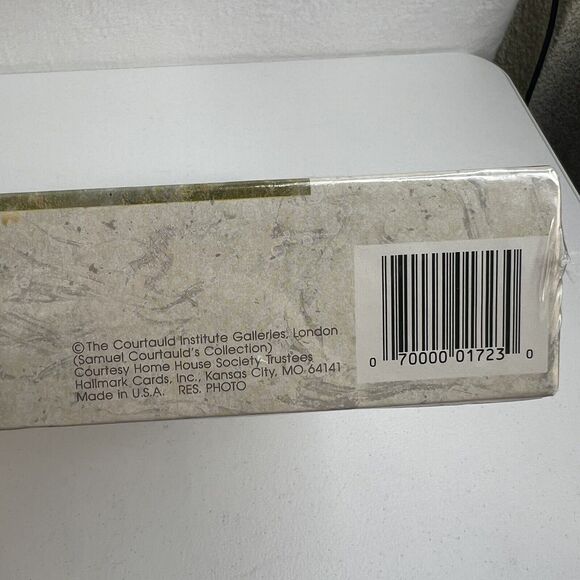 © The Courtauld Institute Galleries, London
(Samuel Courtauld's Collection)
Courtesy Home House Society Trustees
Hallmark Cards, Inc., Kansas City, MO 64141
Made in U.S.A. RES. PHOTO
0 70000 01723 0